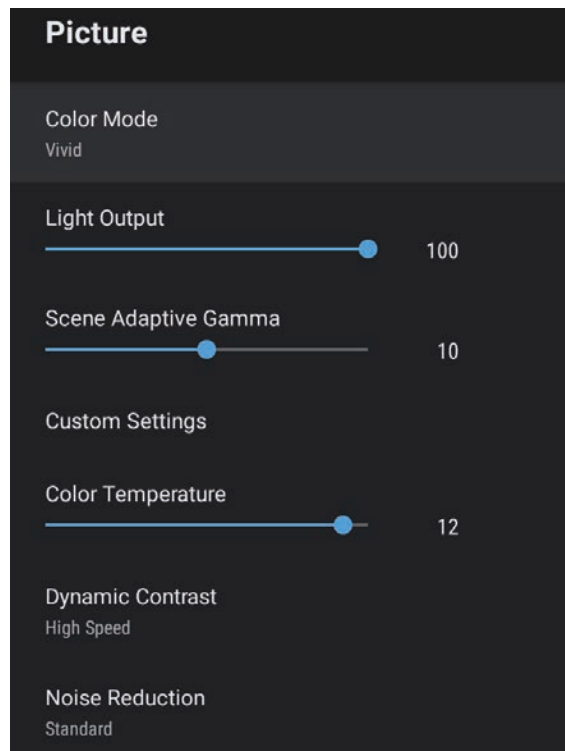 Picture
Color Mode
Vivid
Light Output
100
Scene Adaptive Gamma
10
Custom Settings
Color Temperature
12
Dynamic Contrast
High Speed
Noise Reduction
Standard